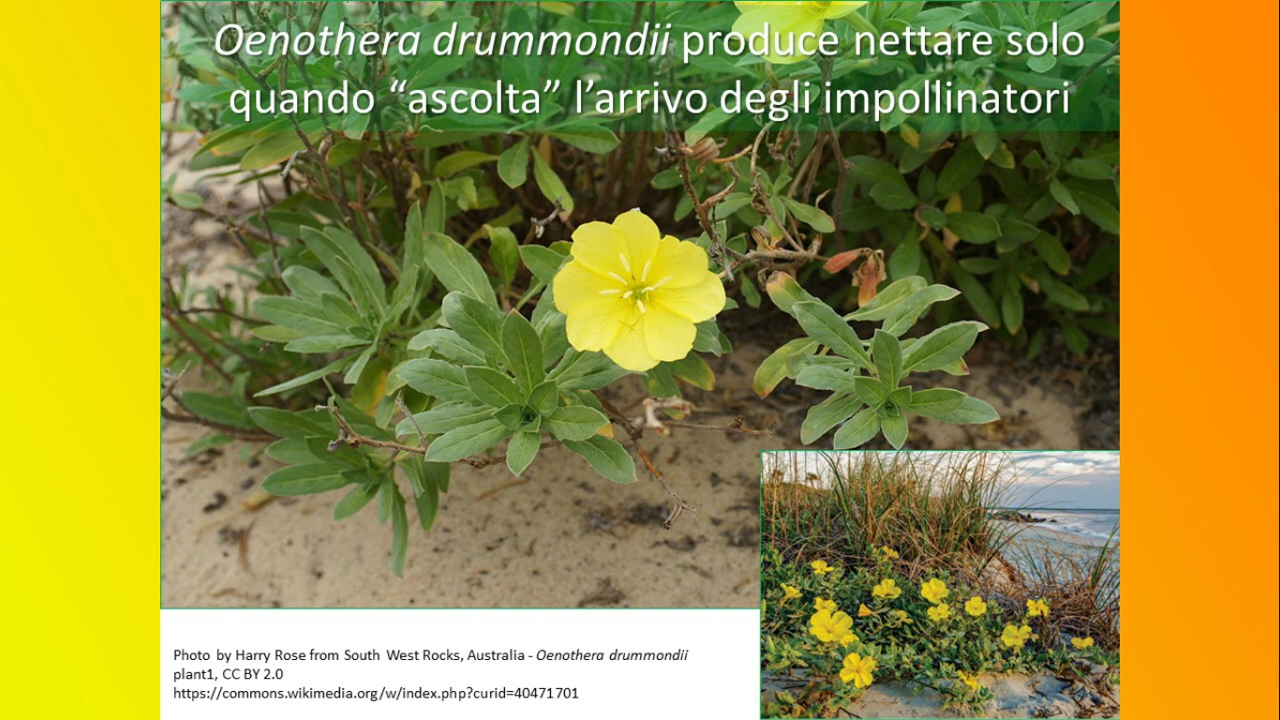 Oenothera drummondii produce nettare solo
quando “ascolta” l’arrivo degli impollinatori
Photo by Harry Rose from South West Rocks, Australia - Oenothera drummondii
plant1, CC BY 2.0
https://commons.wikimedia.org/w/index.php?curid=40471701